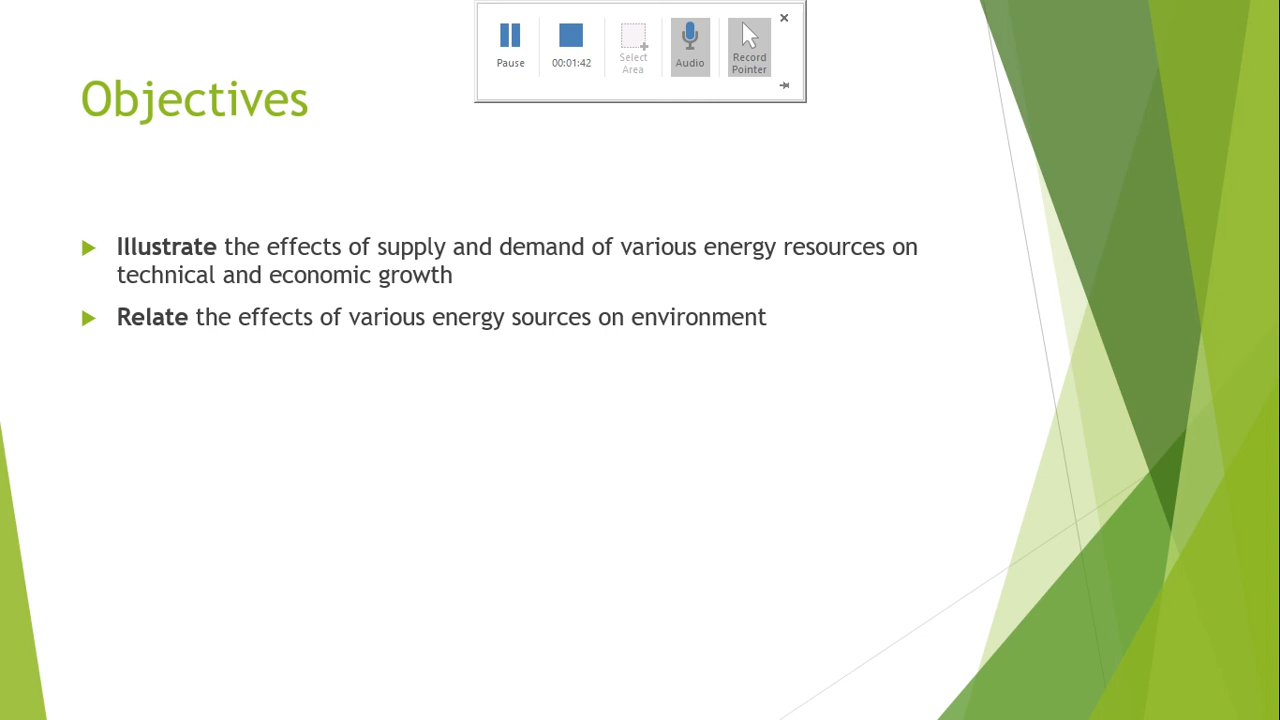 Pause
00:01:42
Select
Area
Audio
Record
Pointer
Objectives
Illustrate the effects of supply and demand of various energy resources on
technical and economic growth
Relate the effects of various energy sources on environment